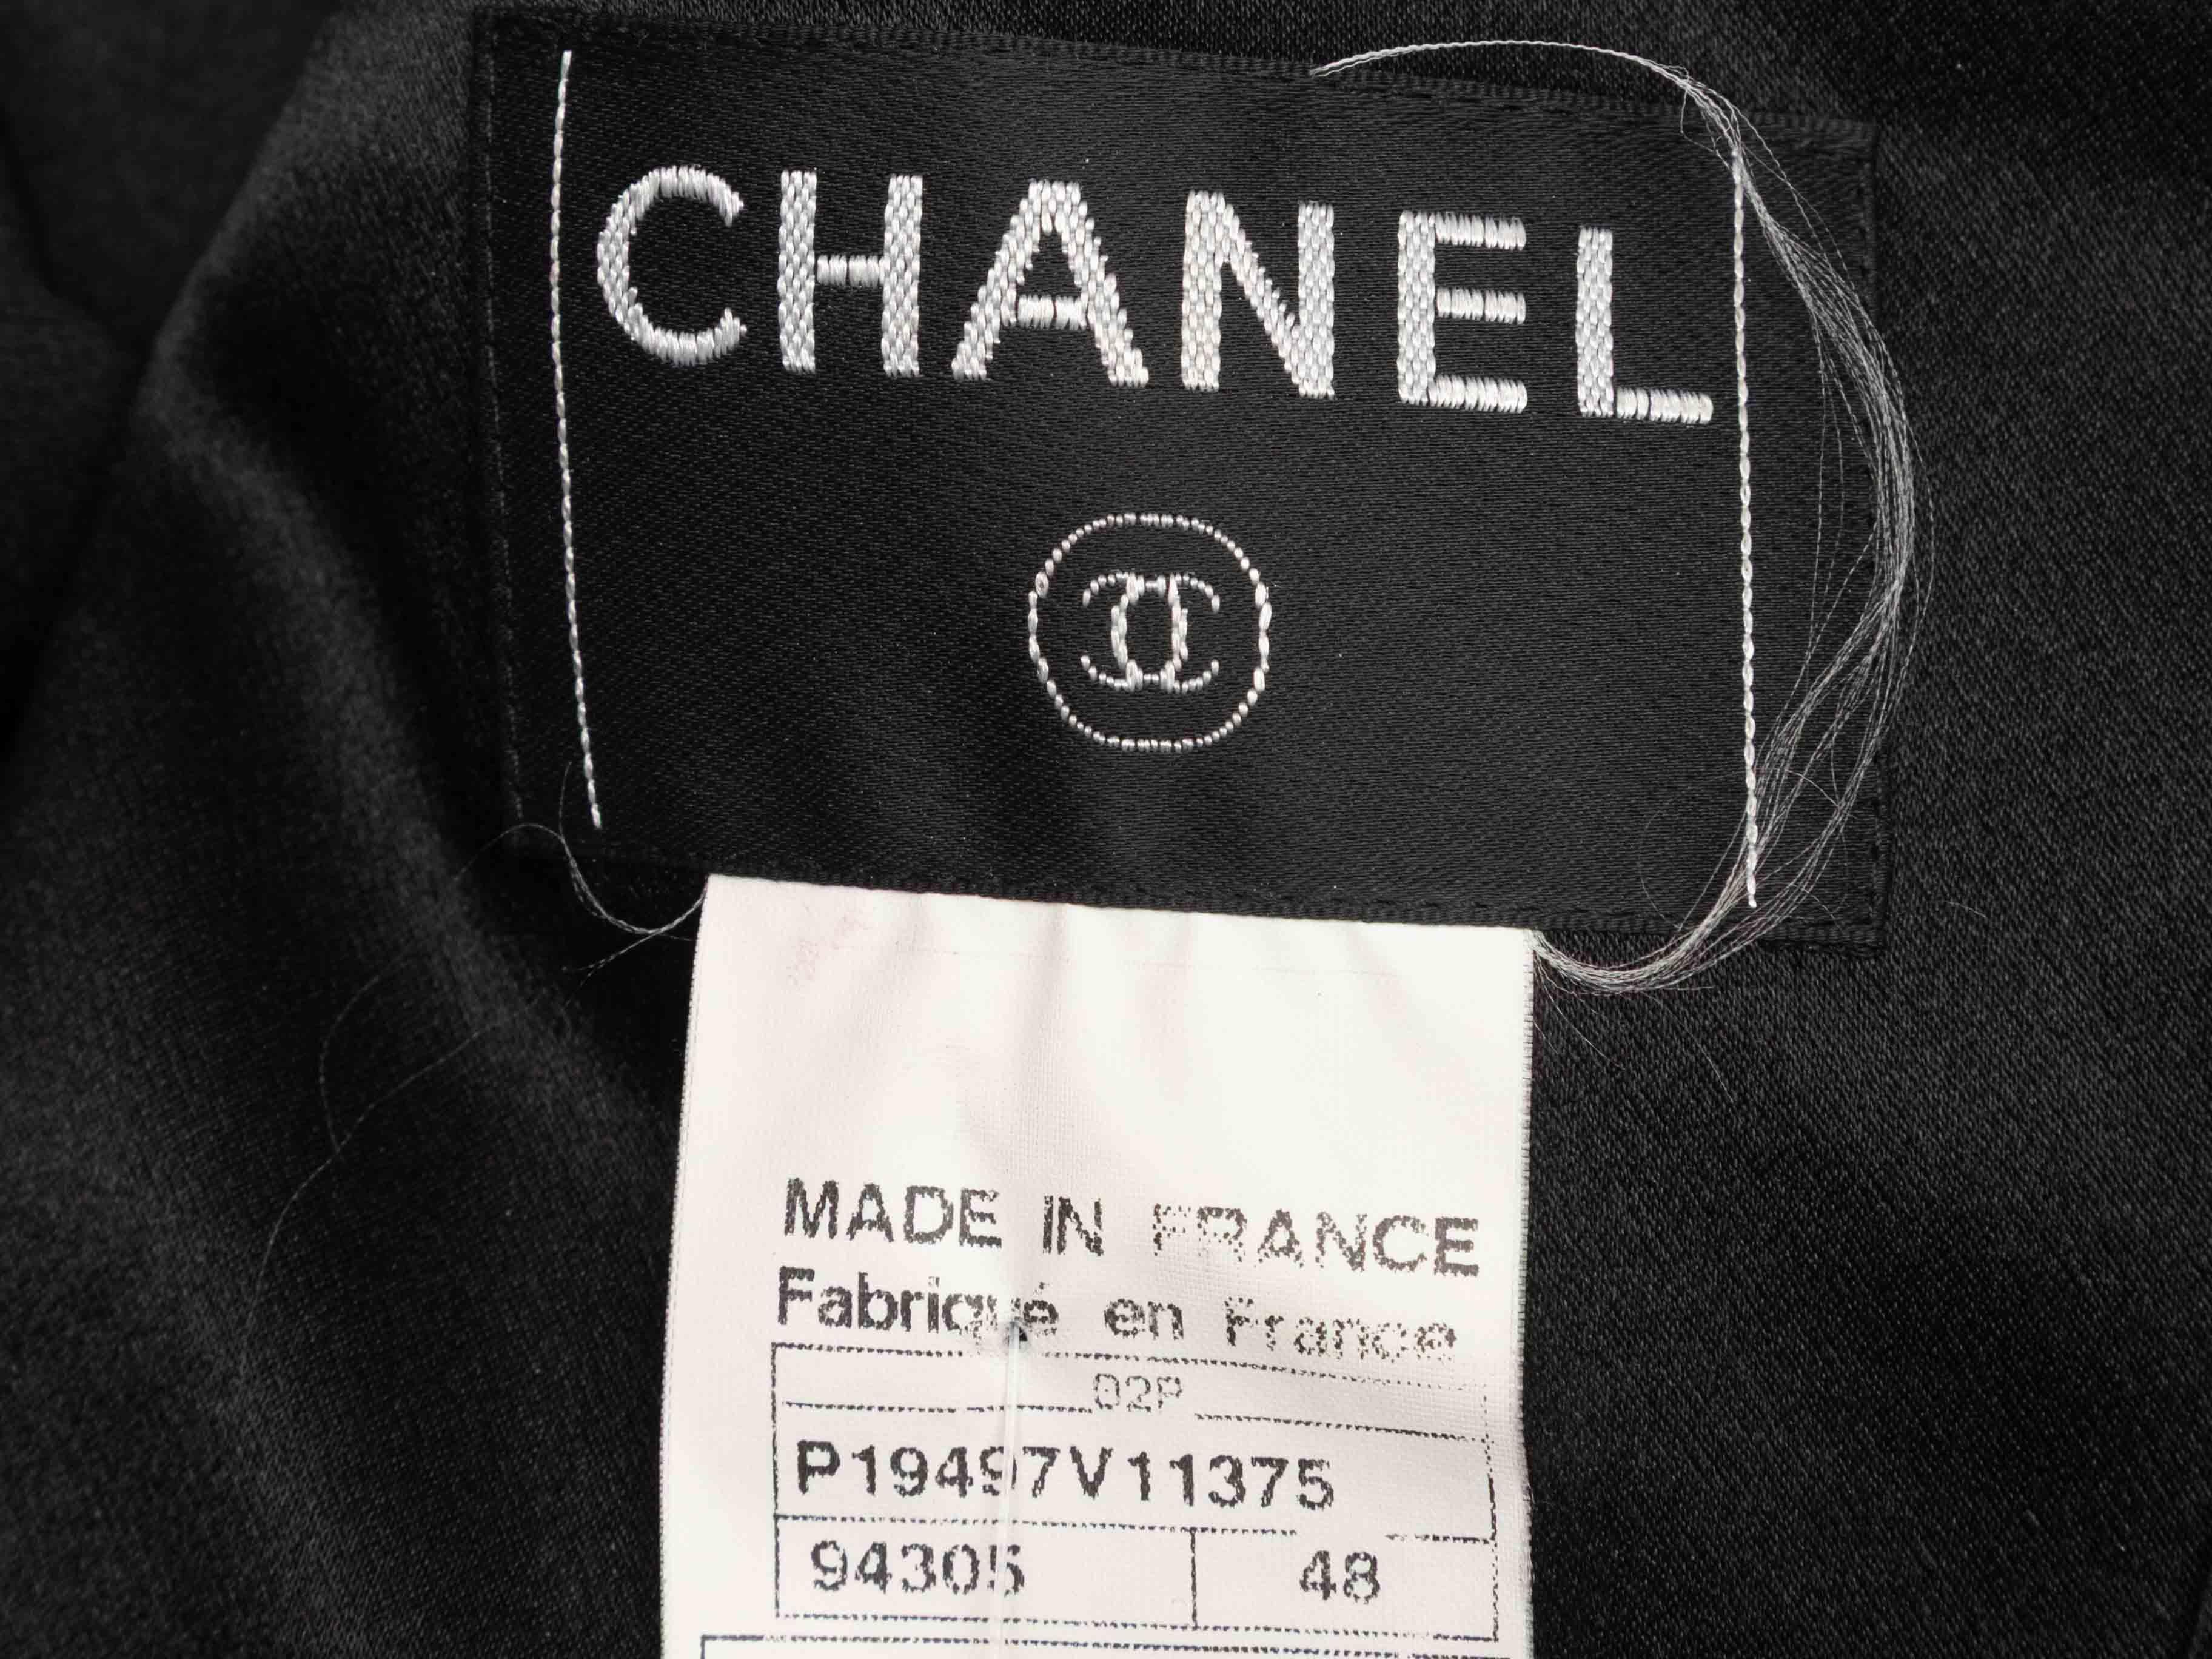 CHANEL
MADE IN FRANCE
Fabriqué en France
02P
P19497V11375
94305 48